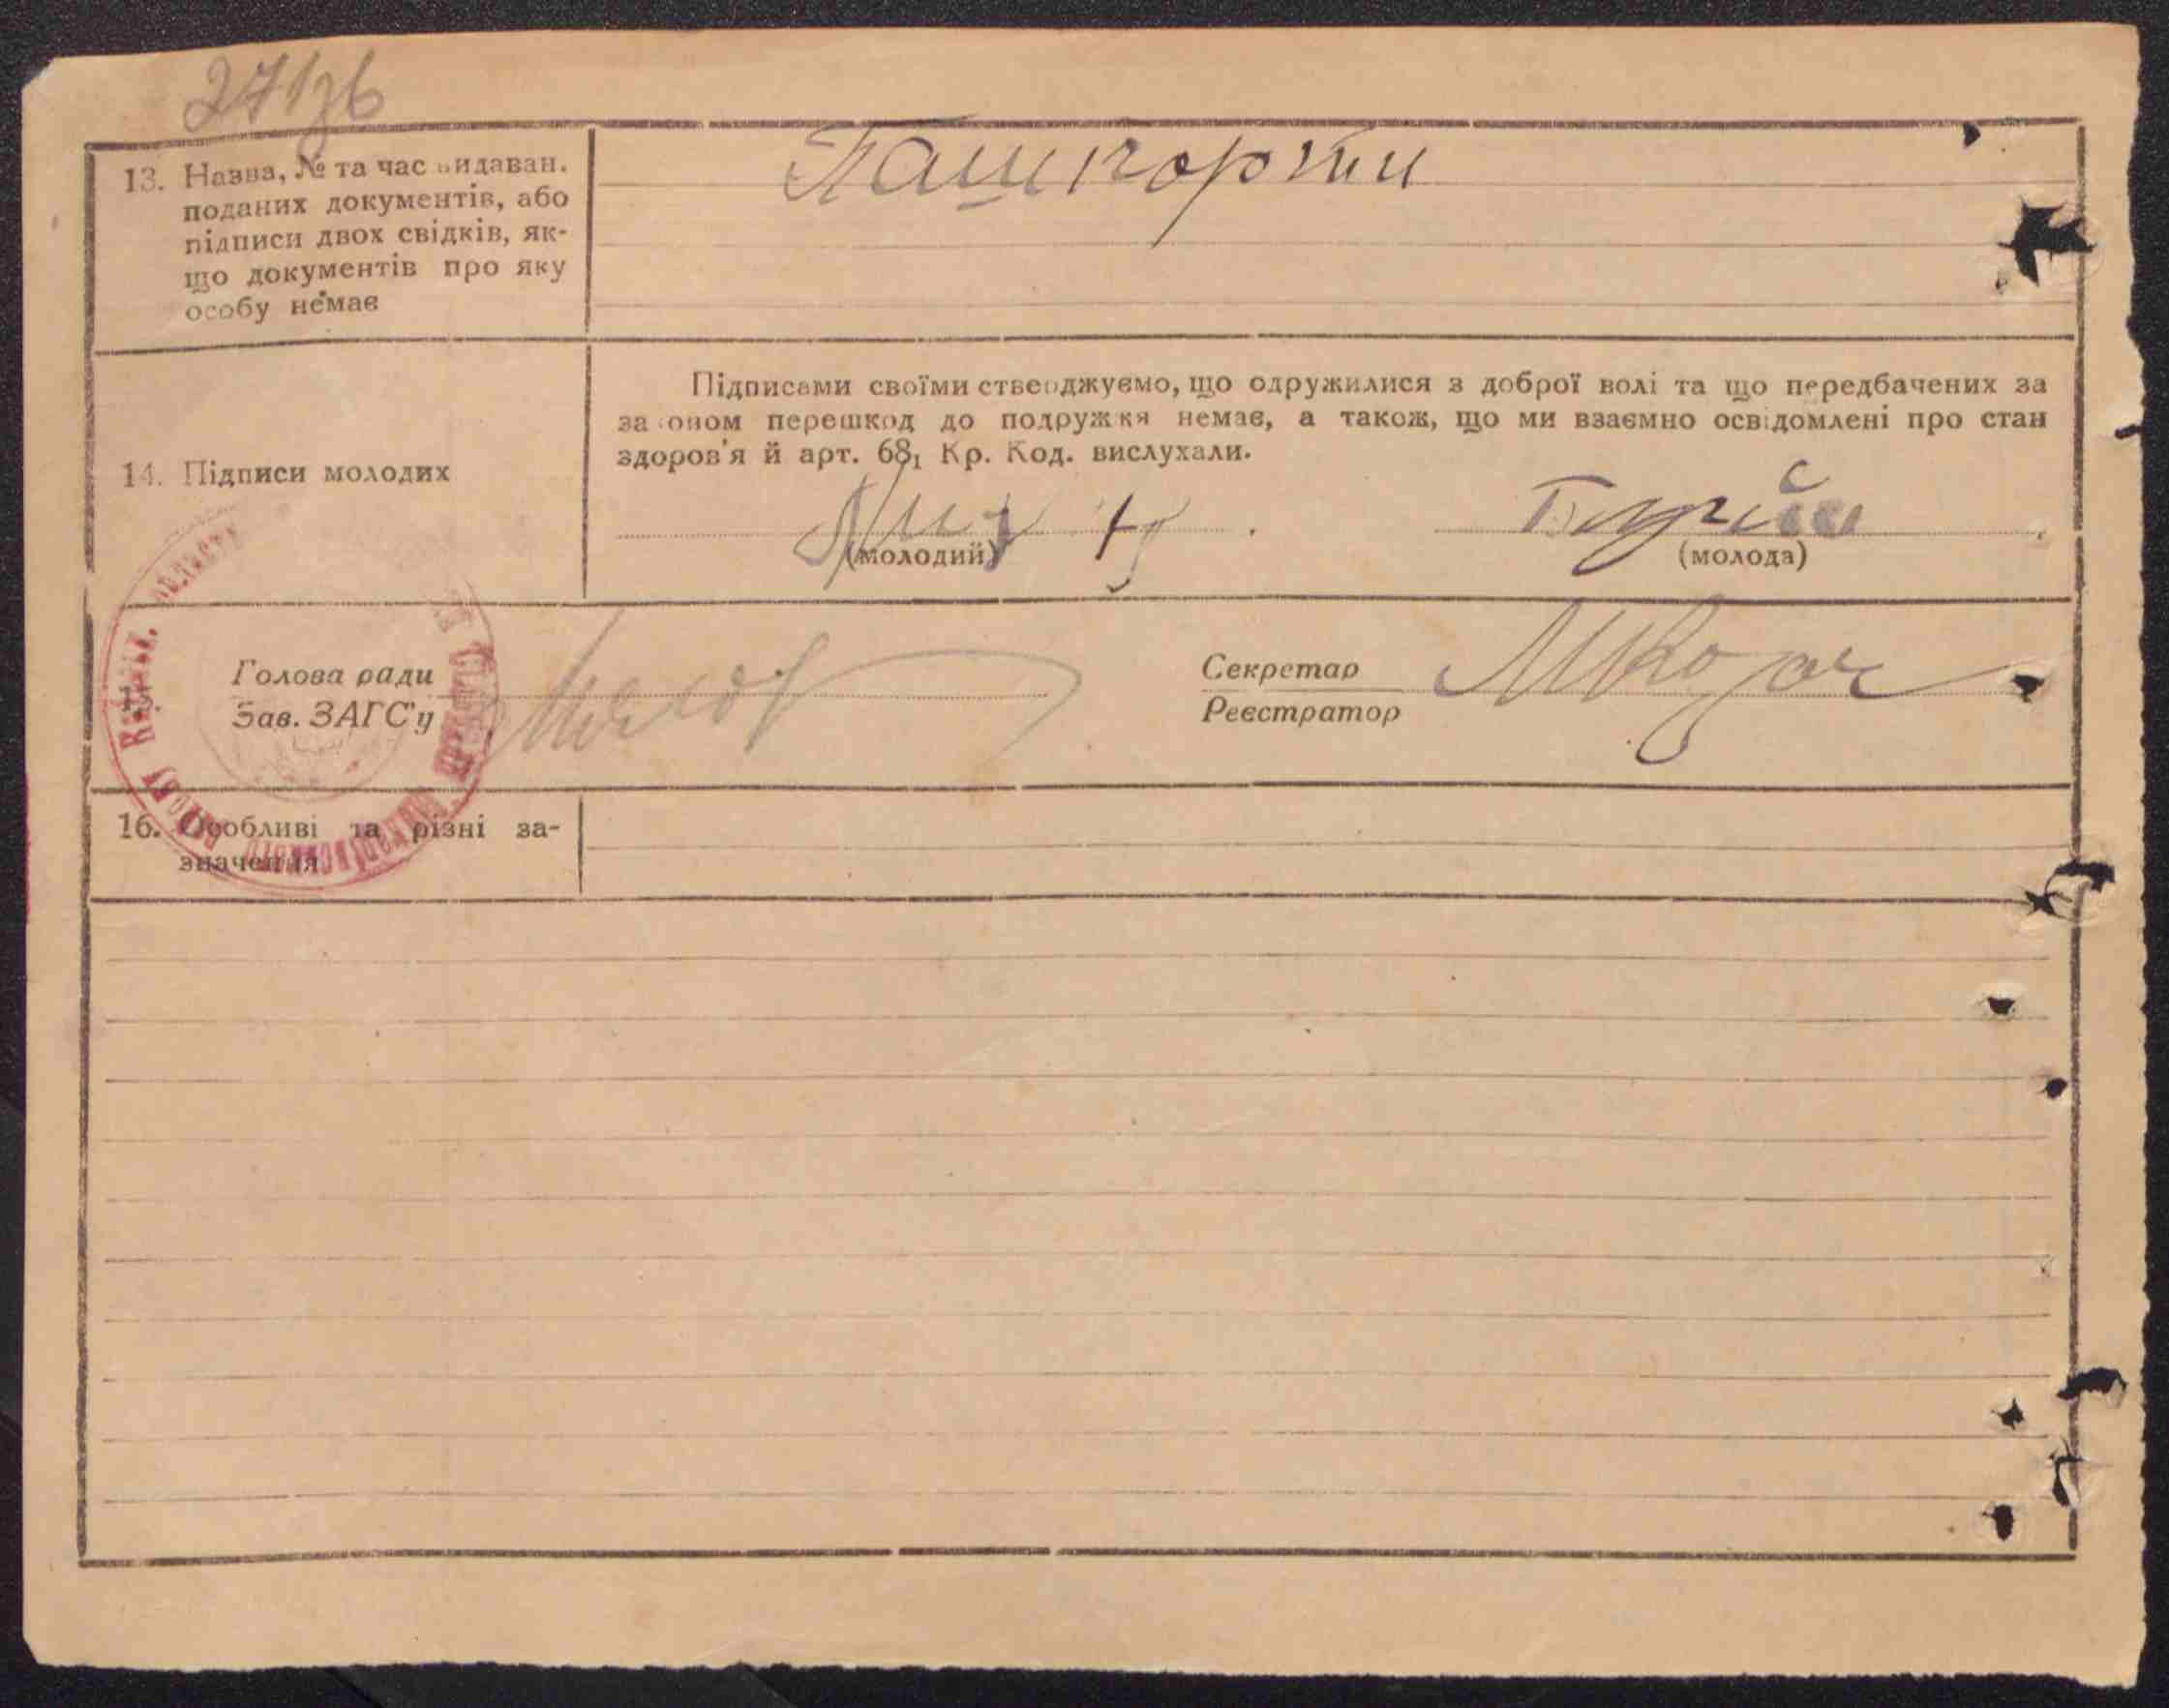 271зв
13. Назва, № та час видаван.
поданих документів, або
підписи двох свідків, як-
що документів про яку
особу немає
Пашпорти
Підписами своїми стверджуємо, що одружилися з доброї волі та що передбачених за
законом перешкод до подружжя немає, а також, що ми взаємно освідомлені про стан
здоров'я й арт. 68₁ Кр. Код. вислухали.
14. Підписи молодих
(молодий)
(молода)
Голова ради
Зав. ЗАГС'у
Секретар
Реєстратор
16. Особливі та різні за-
значення